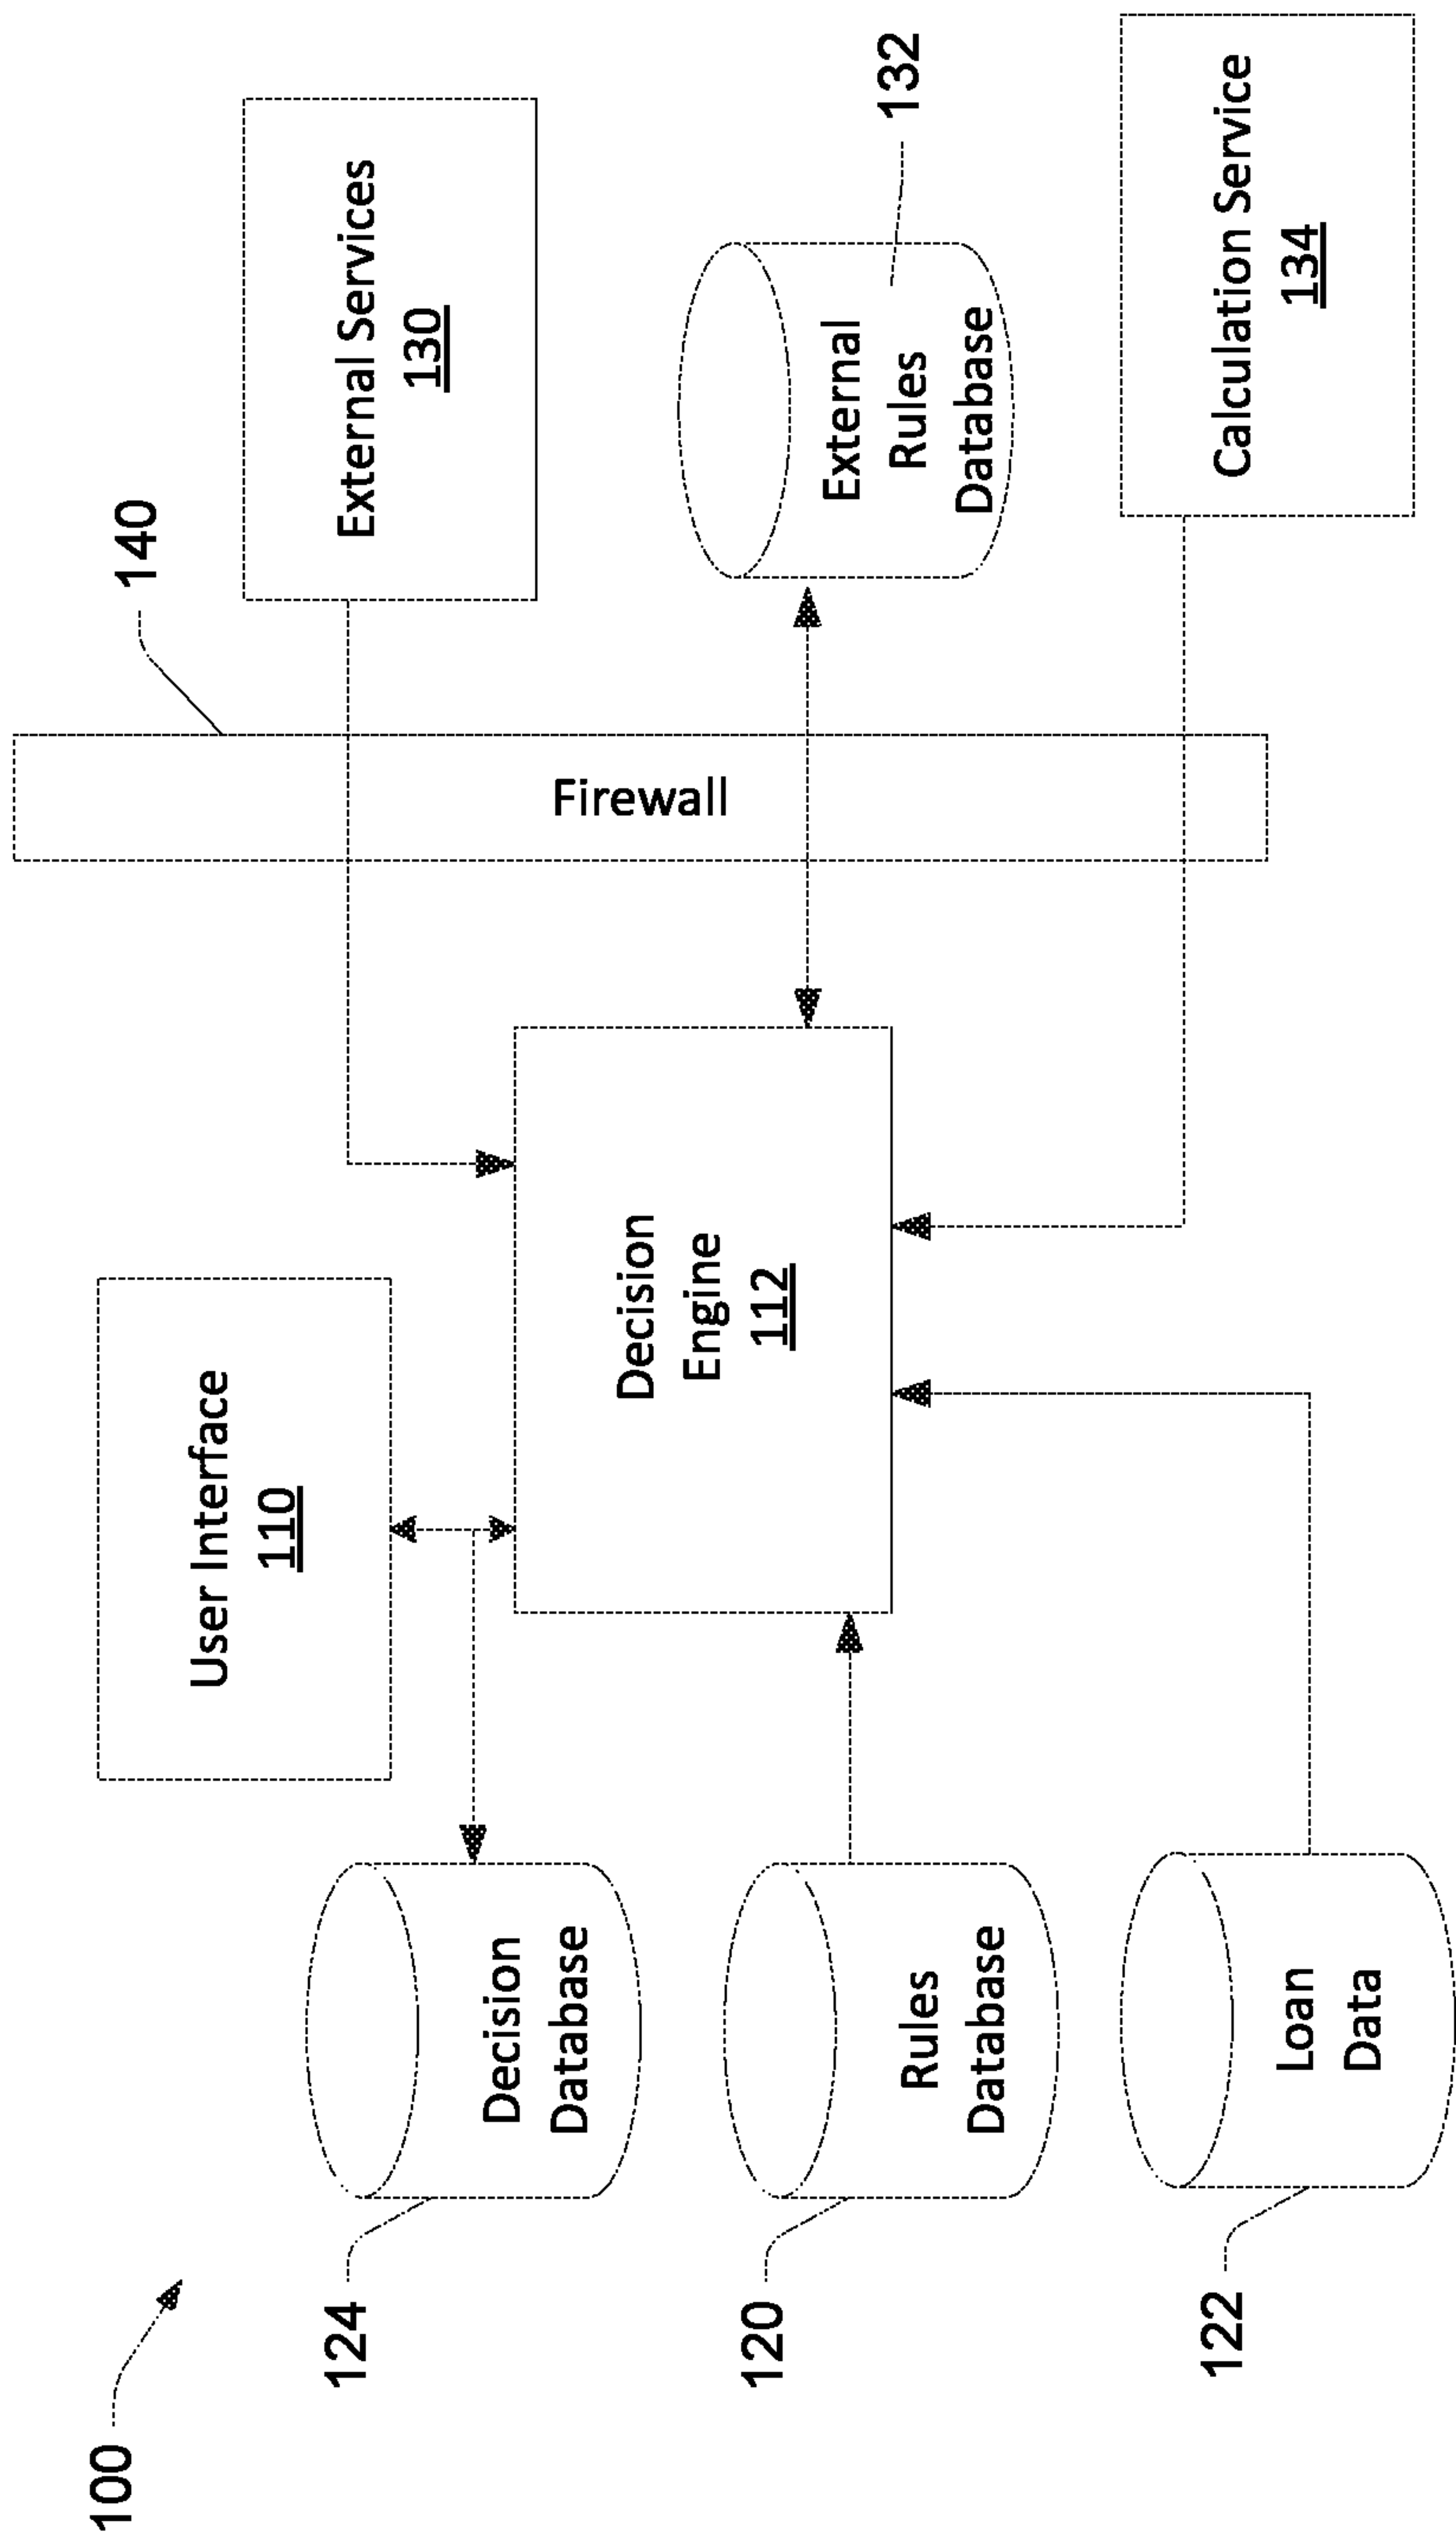 100
User Interface
110
External Services
130
140
124
Decision
Database
Decision
Engine
112
Firewall
External
Rules
Database
132
120
Rules
Database
122
Loan
Data
Calculation Service
134